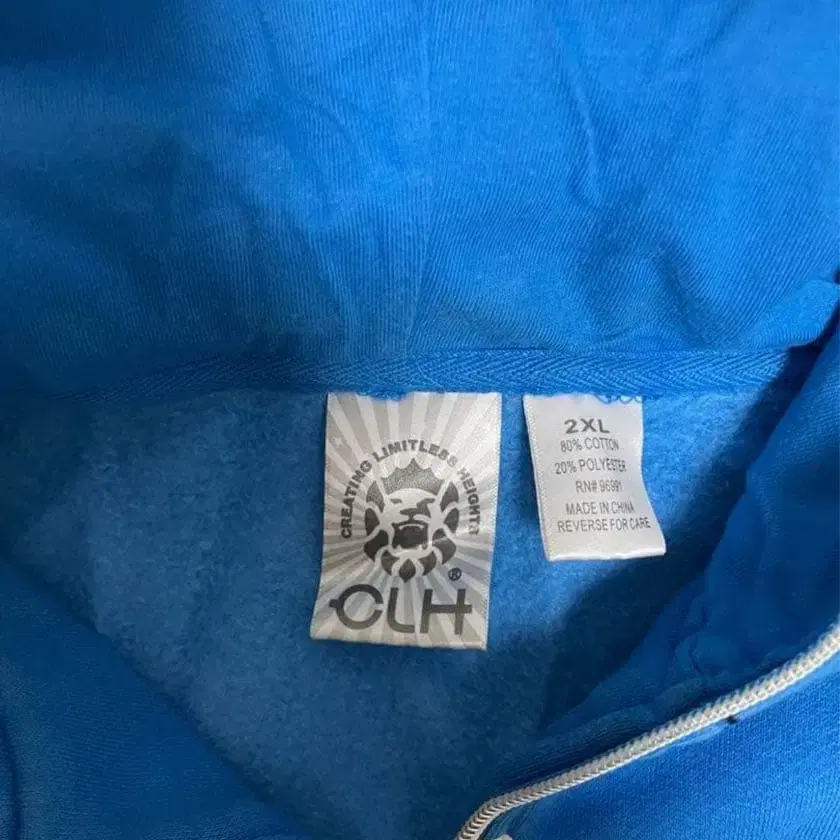 CREATING LIMITLESS HEIGHTS
CLH®
2XL
80% COTTON
20% POLYESTER
RN# 96991
MADE IN CHINA
REVERSE FOR CARE